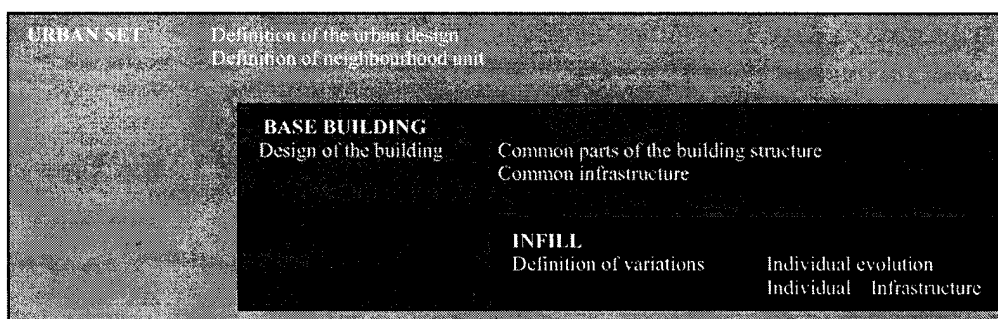 URBAN SET Definition of the urban design
Definition of neighbourhood unit
BASE BUILDING
Design of the building Common parts of the building structure
Common infrastructure
INFILL
Definition of variations Individual evolution
Individual Infrastructure